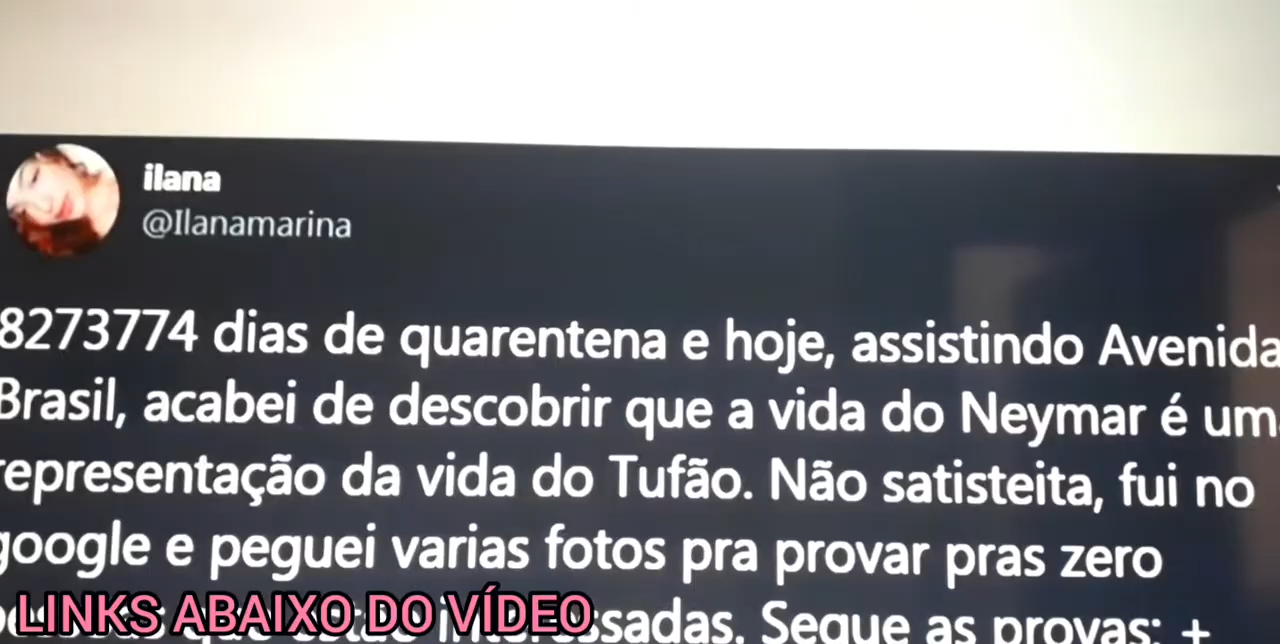 ilana
@Ilanamarina
8273774 dias de quarentena e hoje, assistindo Avenida
Brasil, acabei de descobrir que a vida do Neymar é um
representação da vida do Tufão. Não satisteita, fui no
google e peguei varias fotos pra provar pras zero
Segue as provas: +
LINKS ABAIXO DO VÍDEO